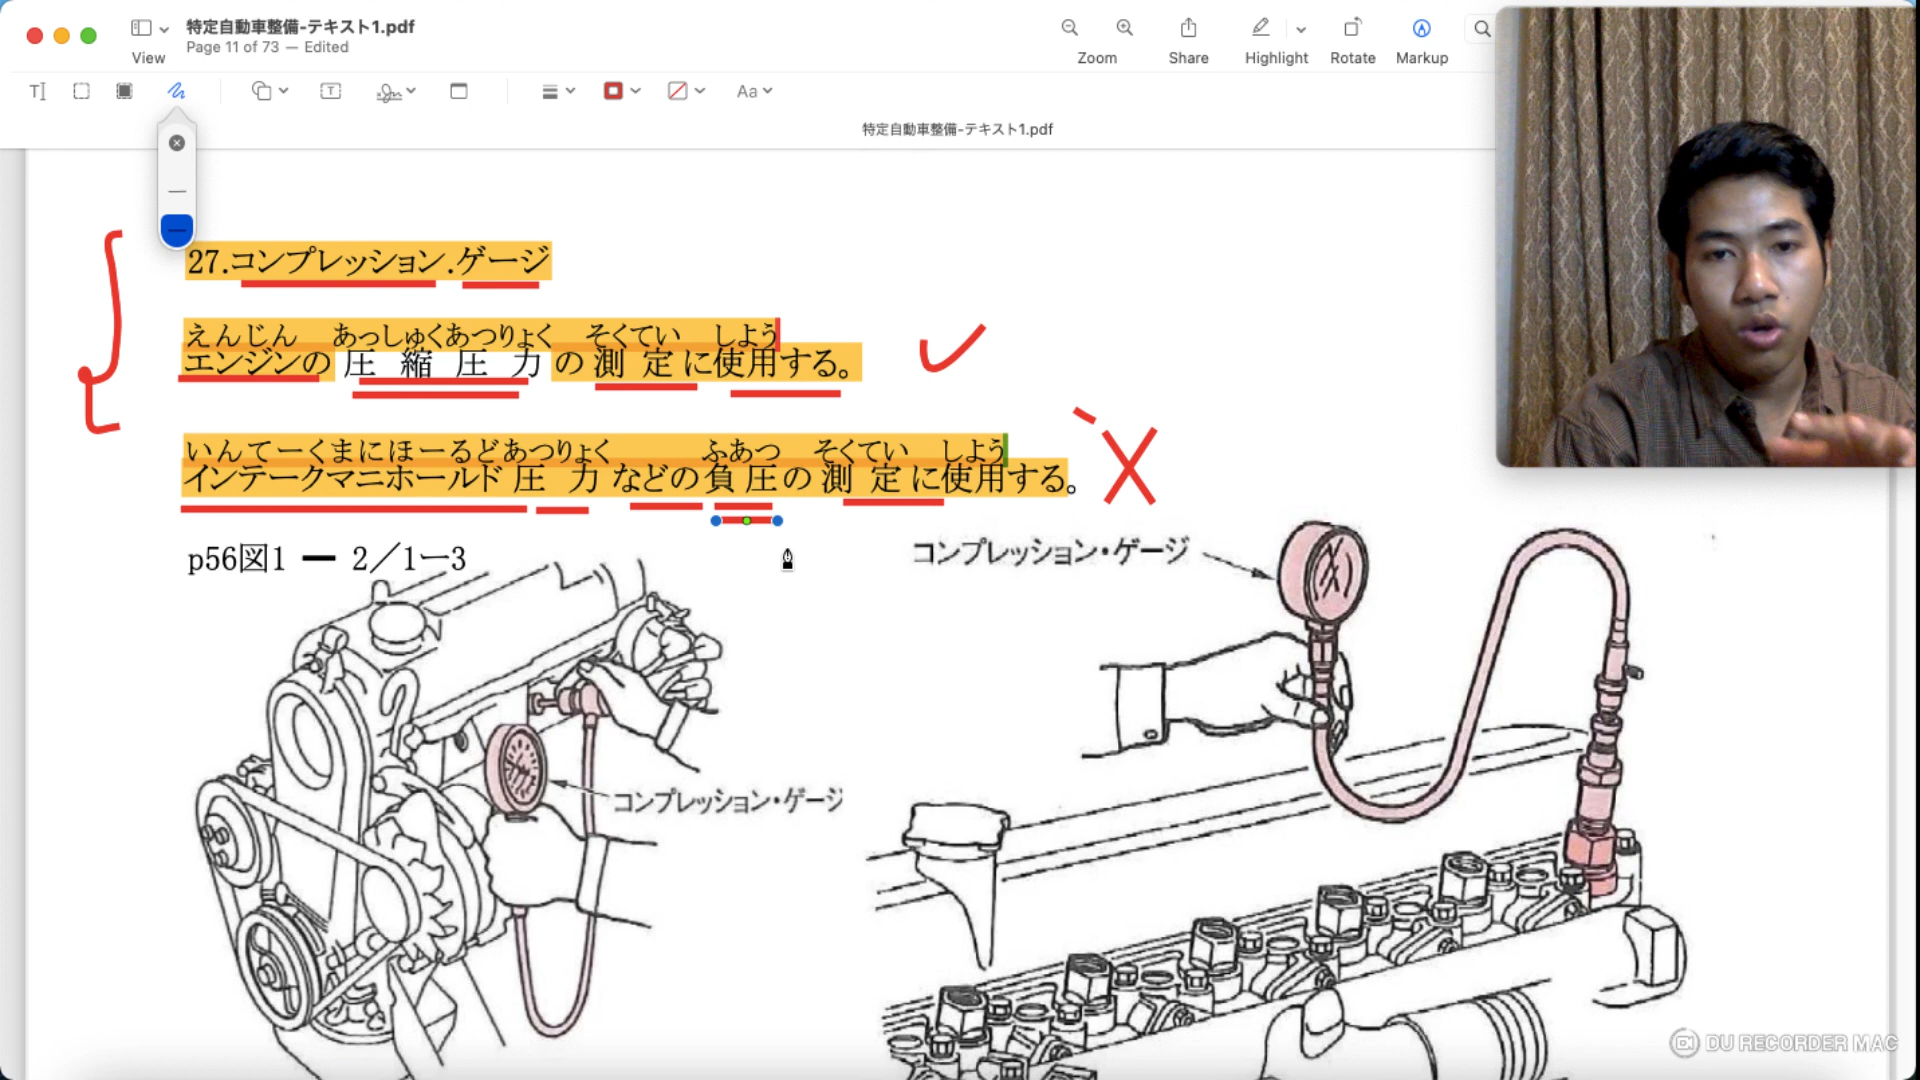 特定自動車整備-テキスト1.pdf
Page 11 of 73 — Edited
View
Zoom
Share
Highlight
Rotate
Markup
Aa
特定自動車整備-テキスト1.pdf
27.コンプレッション.ゲージ
えんじん あっしゅくあつりょく そくてい しよう
エンジンの 圧縮圧力 の 測定に使用する。
いんてーくまにほーるどあつりょく ふあつ そくてい しよう
インテークマニホールド圧力などの負圧の測定に使用する。
p56図1 ー 2／1ー3
コンプレッション・ゲージ
コンプレッション・ゲージ
DU RECORDER MAC